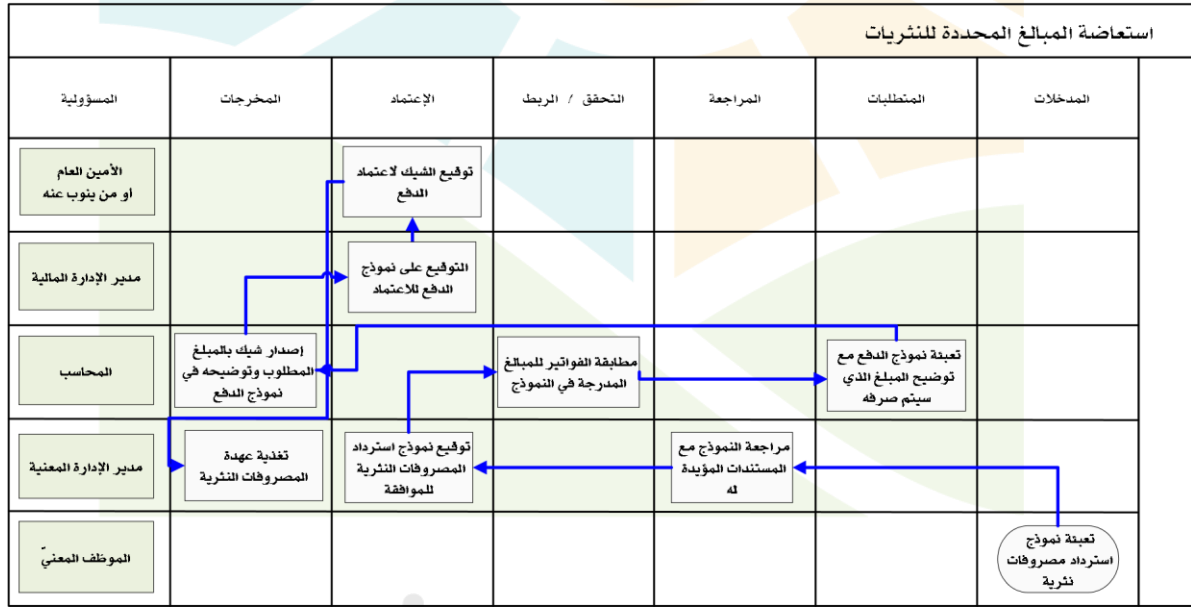 استعاضة المبالغ المحددة للنثريات
المدخلات
المتطلبات
المراجعة
التحقق / الربط
الإعتماد
المخرجات
المسؤولية
توقيع الشيك لاعتماد
الدفع
الأمين العام
او من ينوب عنه
التوقيع على نموذج
الدفع للاعتماد
مدير الإدارة المالية
تعبئة نموذج الدفع مع
توضيح المبلغ الذي
سيتم صرفه
مطابقة الفواتير للمبالغ
المدرجة في النموذج
إصدار شيك بالمبلغ
المطلوب وتوضيحه في
نموذج الدفع
المحاسب
مراجعة النموذج مع
المستندات المؤيدة
له
توقيع نموذج استرداد
المصروفات النثرية
للموافقة
تغذية عهدة
المصروفات النثرية
مدير الإدارة المعنية
تعبئة نموذج
استرداد مصروفات
نثرية
الموظف المعنيّ